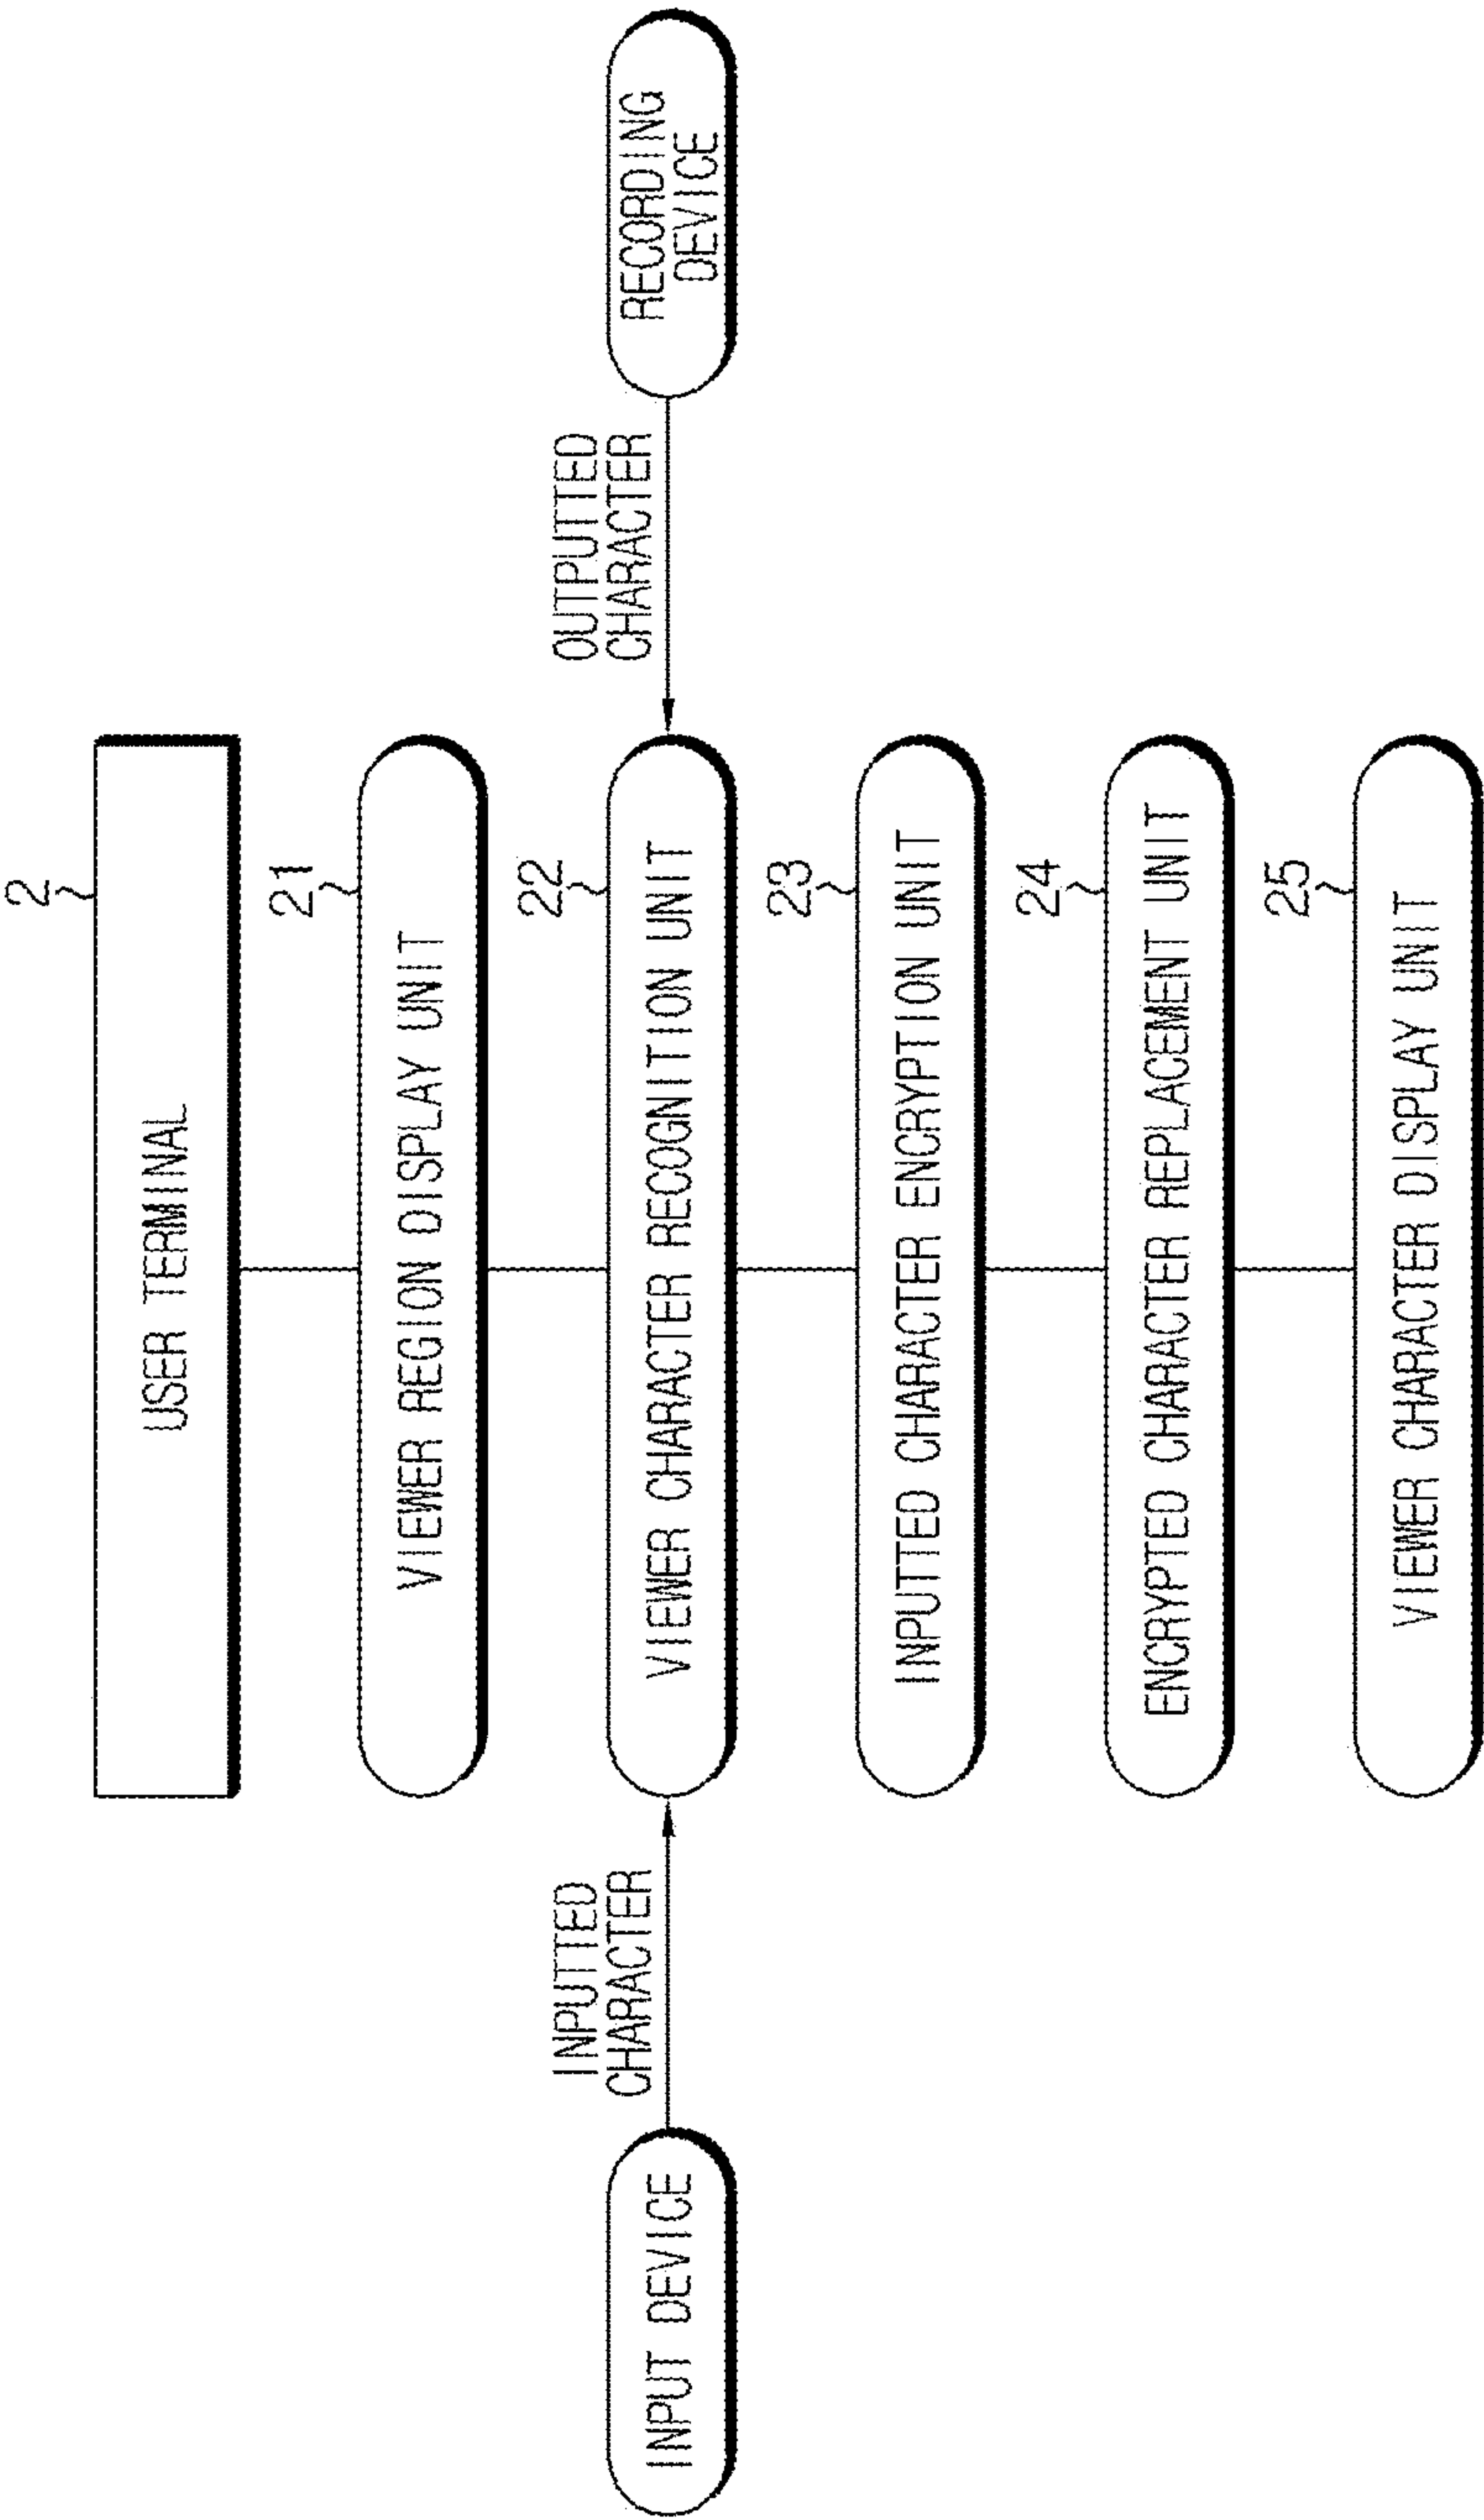 2
USER TERMINAL
21
VIEWER REGION DISPLAY UNIT
INPUT DEVICE
INPUTTED
CHARACTER
22
VIEWER CHARACTER RECOGNITION UNIT
OUTPUTTED
CHARACTER
RECORDING
DEVICE
23
INPUTTED CHARACTER ENCRYPTION UNIT
24
ENCRYPTED CHARACTER REPLACEMENT UNIT
25
VIEWER CHARACTER DISPLAY UNIT